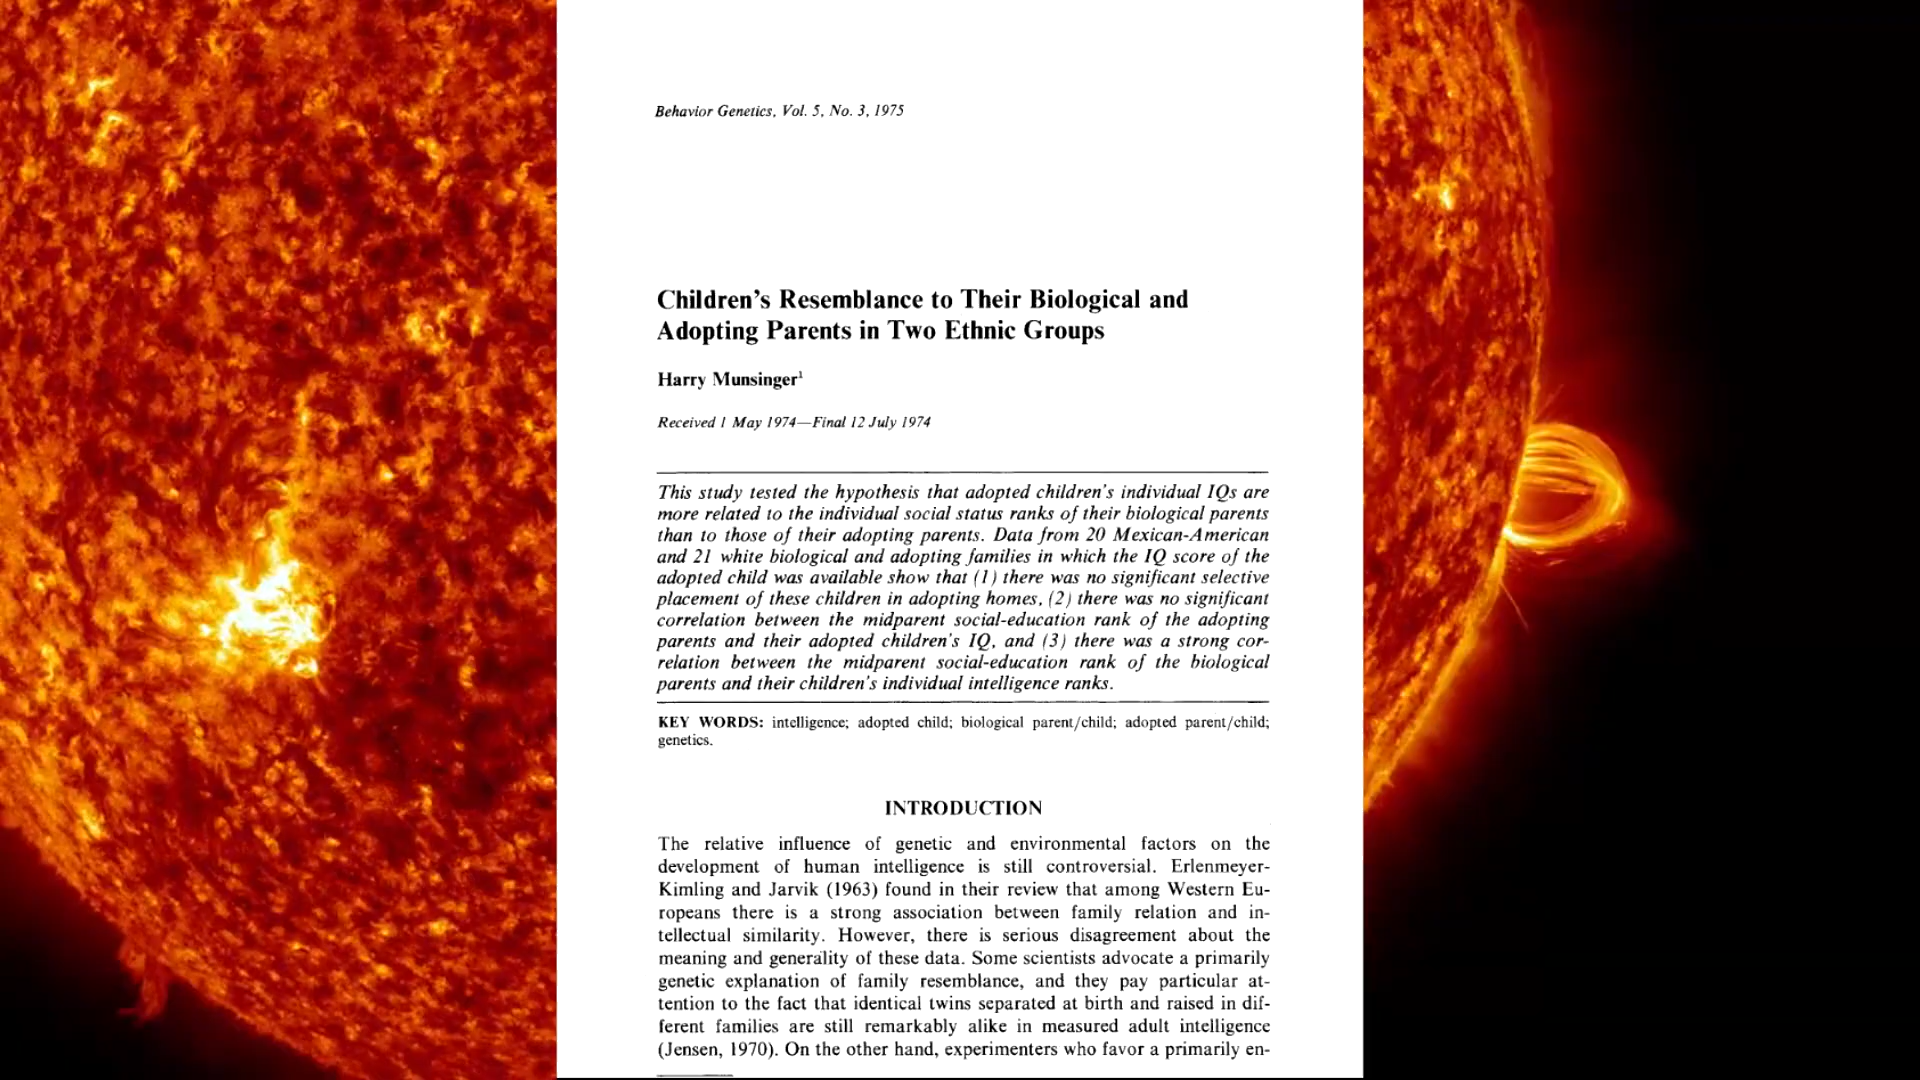 Behavior Genetics, Vol. 5, No. 3, 1975
Children's Resemblance to Their Biological and
Adopting Parents in Two Ethnic Groups
Harry Munsinger¹
Received 1 May 1974—Final 12 July 1974
This study tested the hypothesis that adopted children's individual IQs are
more related to the individual social status ranks of their biological parents
than to those of their adopting parents. Data from 20 Mexican-American
and 21 white biological and adopting families in which the IQ score of the
adopted child was available show that (1) there was no significant selective
placement of these children in adopting homes, (2) there was no significant
correlation between the midparent social-education rank of the adopting
parents and their adopted children's IQ, and (3) there was a strong cor-
relation between the midparent social-education rank of the biological
parents and their children's individual intelligence ranks.
KEY WORDS: intelligence; adopted child; biological parent/child; adopted parent/child;
genetics.
INTRODUCTION
The relative influence of genetic and environmental factors on the
development of human intelligence is still controversial. Erlenmeyer-
Kimling and Jarvik (1963) found in their review that among Western Eu-
ropeans there is a strong association between family relation and in-
tellectual similarity. However, there is serious disagreement about the
meaning and generality of these data. Some scientists advocate a primarily
genetic explanation of family resemblance, and they pay particular at-
tention to the fact that identical twins separated at birth and raised in dif-
ferent families are still remarkably alike in measured adult intelligence
(Jensen, 1970). On the other hand, experimenters who favor a primarily en-